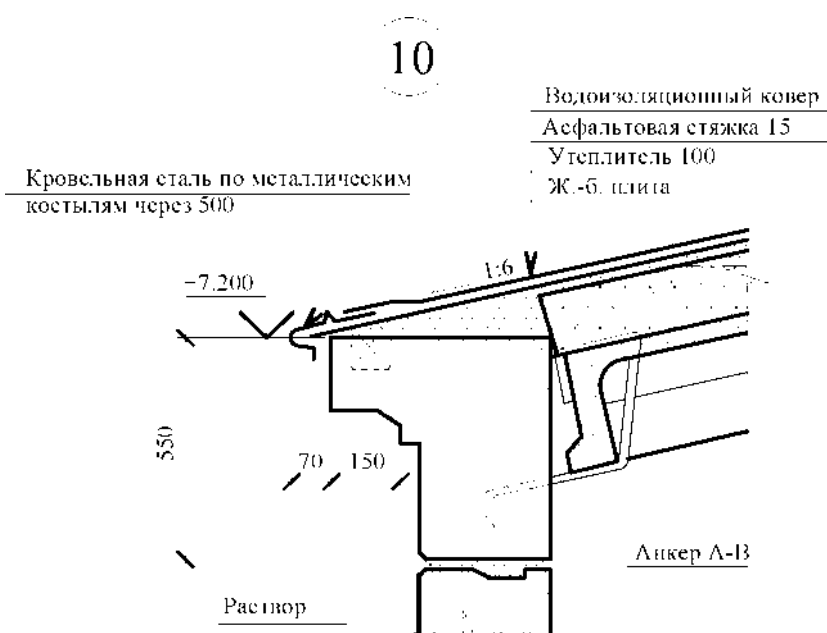 10
Водоизоляционный ковер
Асфальтовая стяжка 15
Утеплитель 100
Ж.-б. плита
Кровельная сталь по металлическим
костылям через 500
1:6
−7.200
550
70 150
Анкер А-В
Раствор